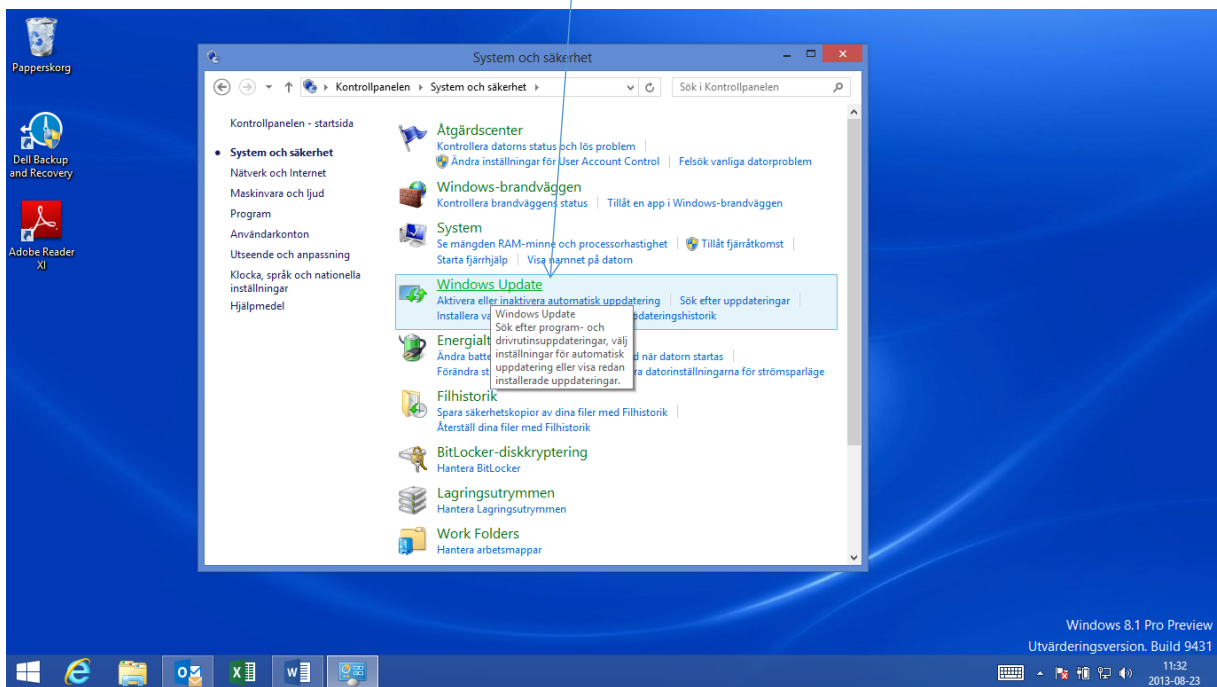 Papperskorg
Dell Backup
and Recovery
Adobe Reader
XI
System och säkerhet
Kontrollpanelen
System och säkerhet
Sök i Kontrollpanelen
Kontrollpanelen - startsida
System och säkerhet
Nätverk och Internet
Maskinvara och ljud
Program
Användarkonton
Utseende och anpassning
Klocka, språk och nationella
inställningar
Hjälpmedel
Åtgärdscenter
Kontrollera datorns status och lös problem
Ändra inställningar för User Account Control
Felsök vanliga datorproblem
Windows-brandväggen
Kontrollera brandväggens status
Tillåt en app i Windows-brandväggen
System
Se mängden RAM-minne och processorhastighet
Tillåt fjärråtkomst
Starta fjärrhjälp
Visa namnet på datorn
Windows Update
Aktivera eller inaktivera automatisk uppdatering
Sök efter uppdateringar
Installera
Windows Update
Sök efter program- och
drivrutinsuppdateringar, välj
inställningar för automatisk
uppdatering eller visa redan
installerade uppdateringar.
när datorn startas
datorinställningarna för strömsparläge
Filhistorik
Spara säkerhetskopior av dina filer med Filhistorik
Återställ dina filer med Filhistorik
BitLocker-diskkryptering
Hantera BitLocker
Lagringsutrymmen
Hantera Lagringsutrymmen
Work Folders
Hantera arbetsmappar
Windows 8.1 Pro Preview
Utvärderingsversion. Build 9431
11:32
2013-08-23